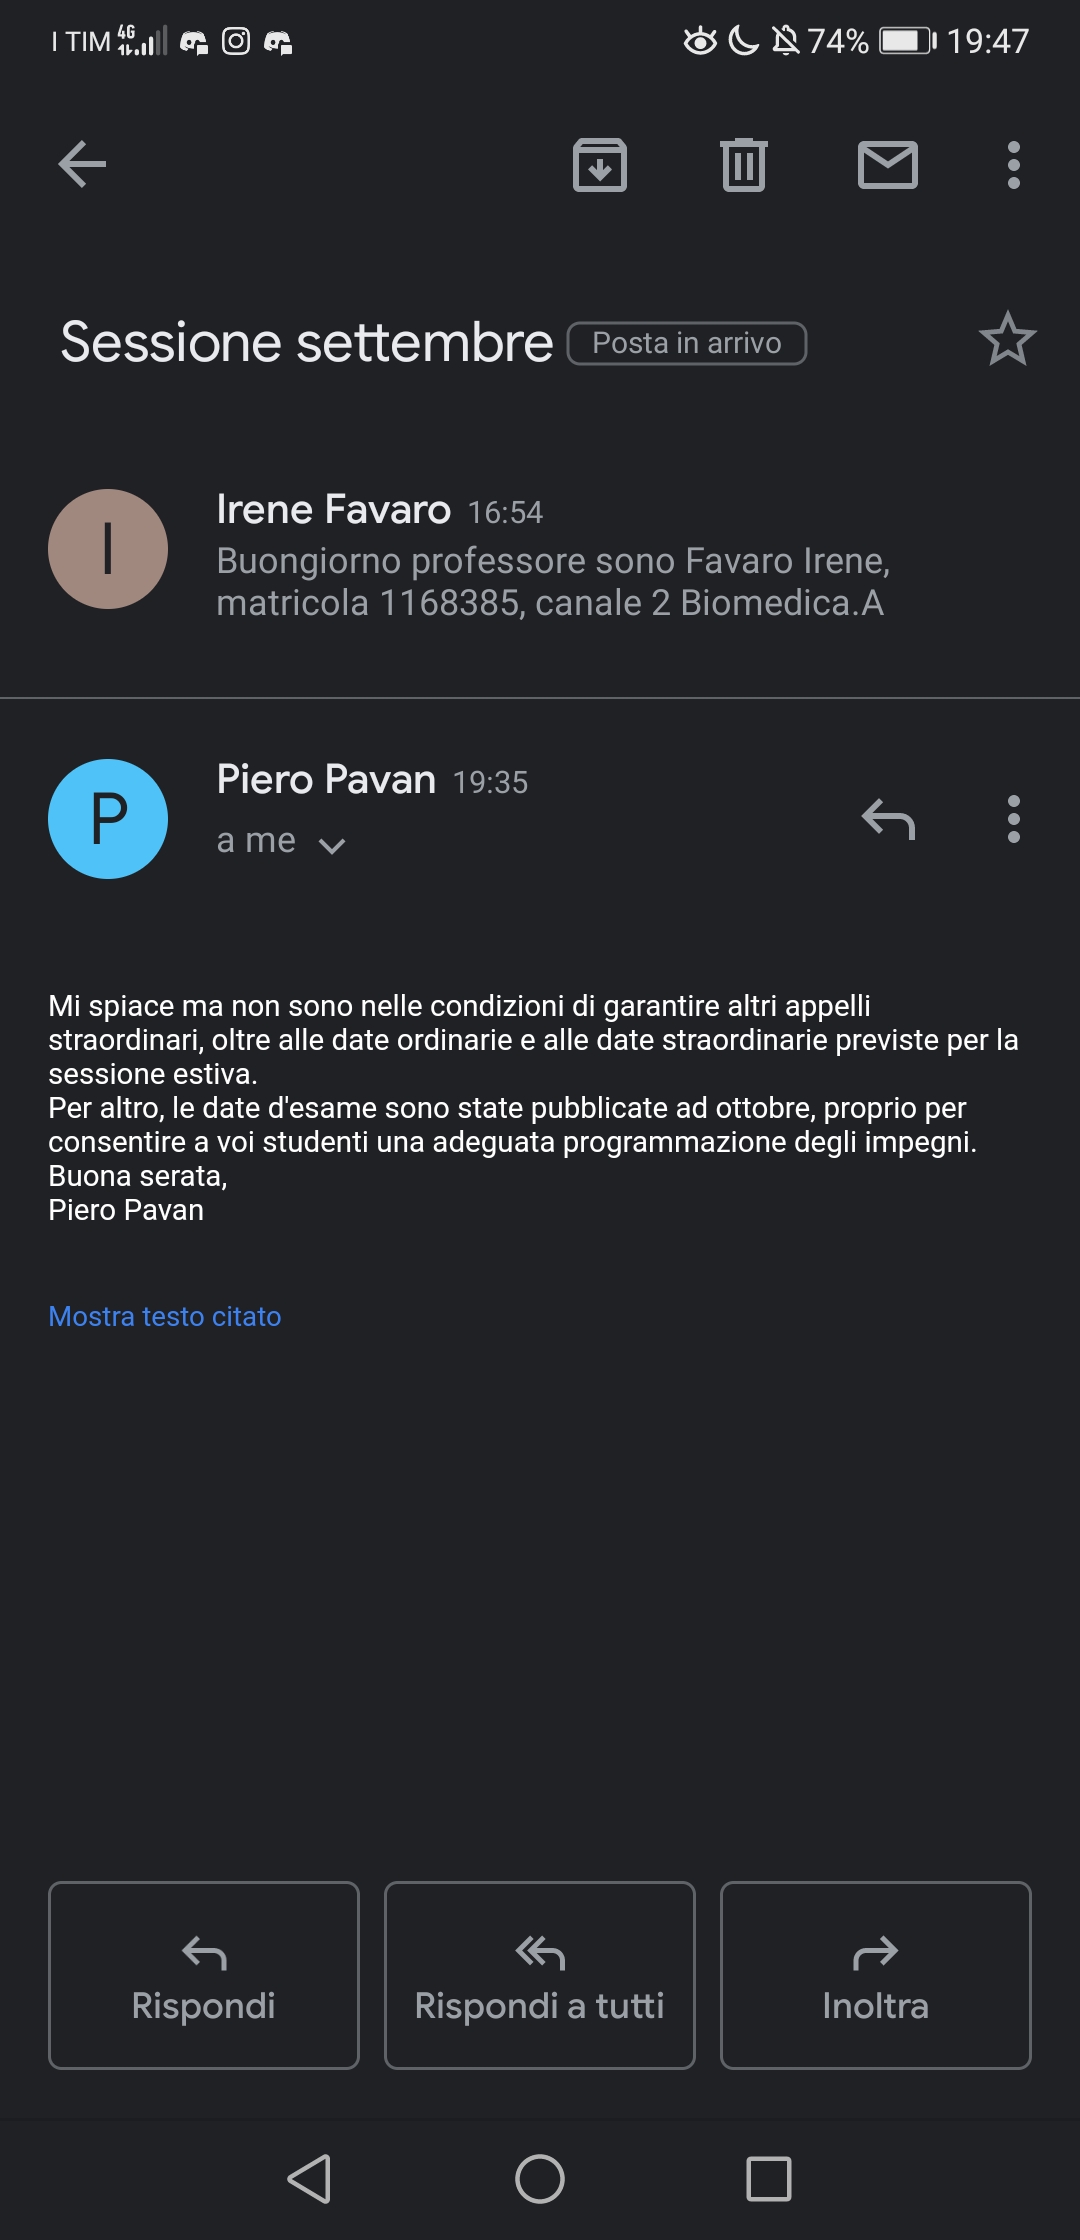 I TIM 4G 74% 19:47
Sessione settembre Posta in arrivo
I
Irene Favaro 16:54
Buongiorno professore sono Favaro Irene,
matricola 1168385, canale 2 Biomedica.A
P
Piero Pavan 19:35
a me
Mi spiace ma non sono nelle condizioni di garantire altri appelli
straordinari, oltre alle date ordinarie e alle date straordinarie previste per la
sessione estiva.
Per altro, le date d'esame sono state pubblicate ad ottobre, proprio per
consentire a voi studenti una adeguata programmazione degli impegni.
Buona serata,
Piero Pavan
Mostra testo citato
Rispondi
Rispondi a tutti
Inoltra